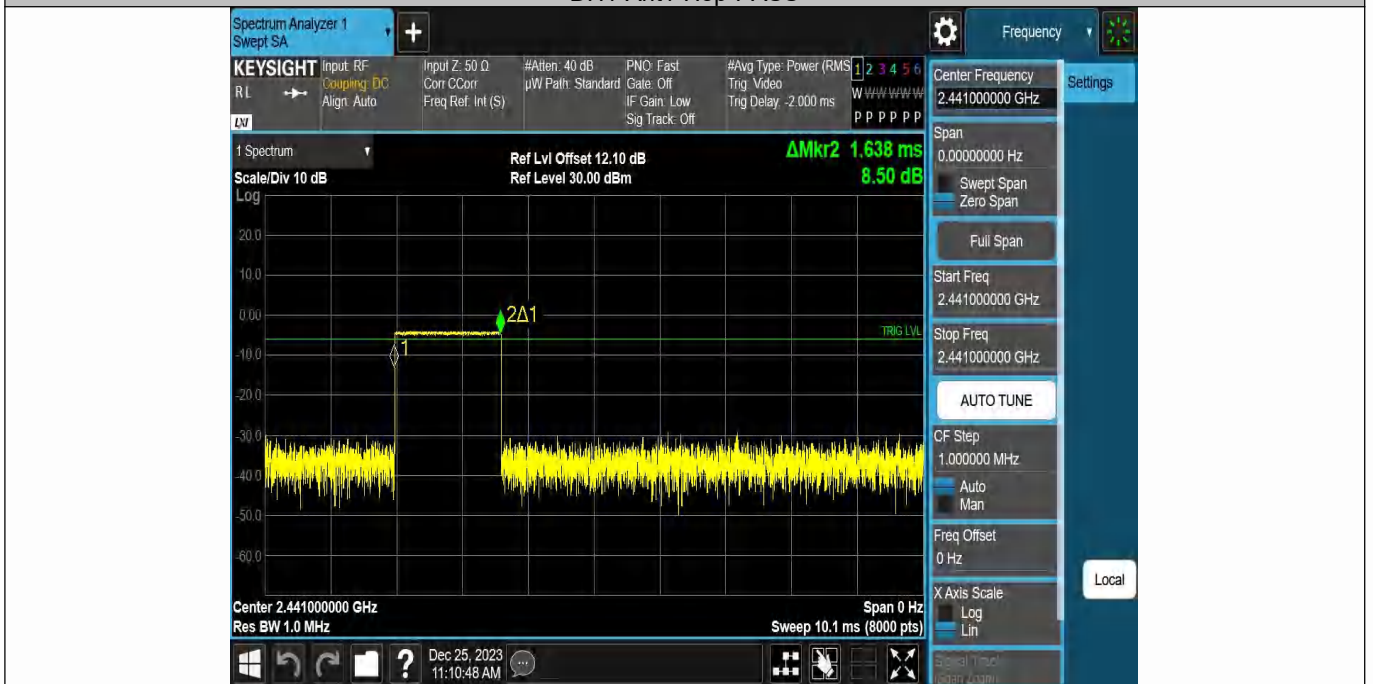 Spectrum Analyzer 1
Swept SA
+
Frequency
KEYSIGHT
RL
LXI
Input: RF
Coupling: DC
Align: Auto
Input Z: 50 Ω
Corr CCorr
Freq Ref: Int (S)
#Atten: 40 dB
µW Path: Standard
PNO: Fast
Gate: Off
IF Gain: Low
Sig Track: Off
#Avg Type: Power (RMS
Trig: Video
Trig Delay: -2.000 ms
1 2 3 4 5 6
W W W W W W
P P P P P P
1 Spectrum
Scale/Div 10 dB
Log
Ref Lvl Offset 12.10 dB
Ref Level 30.00 dBm
ΔMkr2 1.638 ms
8.50 dB
20.0
10.0
0.00
-10.0
-20.0
-30.0
-40.0
-50.0
-60.0
2Δ1
1
TRIG LVL
Center 2.441000000 GHz
Res BW 1.0 MHz
Span 0 Hz
Sweep 10.1 ms (8000 pts)
?
Dec 25, 2023
11:10:48 AM
Center Frequency
2.441000000 GHz
Settings
Span
0.00000000 Hz
Swept Span
Zero Span
Full Span
Start Freq
2.441000000 GHz
Stop Freq
2.441000000 GHz
AUTO TUNE
CF Step
1.000000 MHz
Auto
Man
Freq Offset
0 Hz
X Axis Scale
Log
Lin
Local
Signal Track
(Span Zoom)